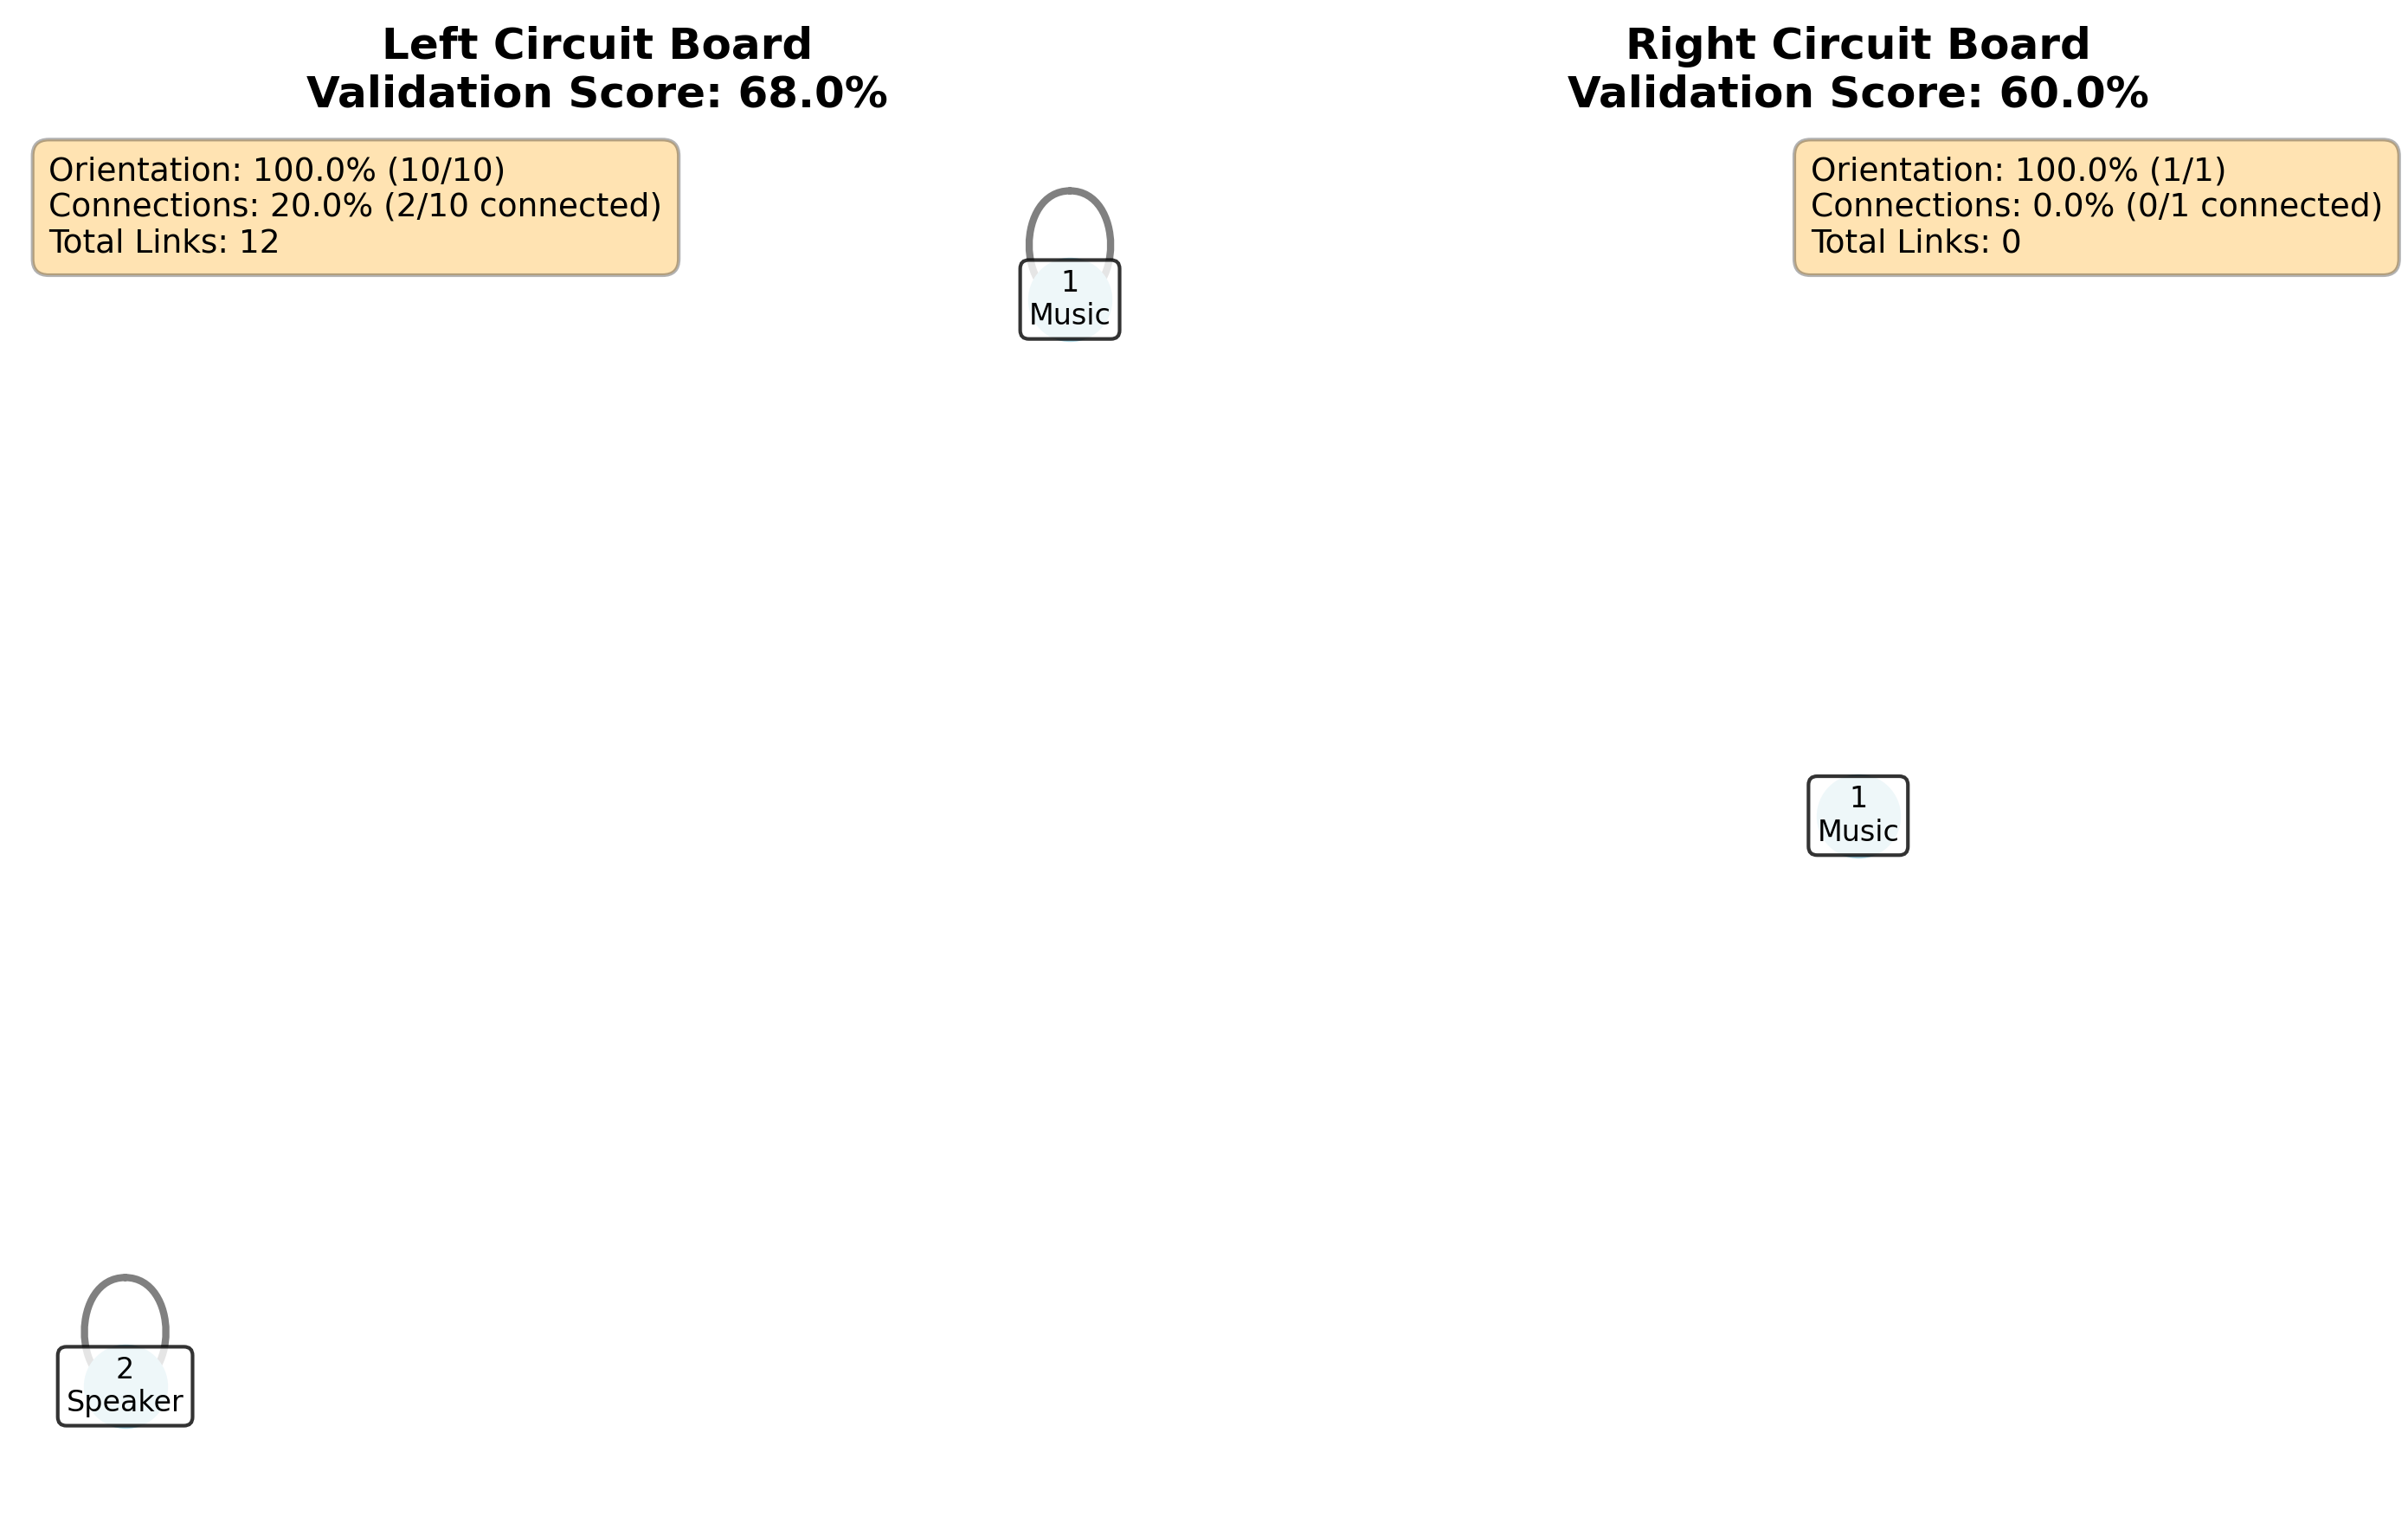 Left Circuit Board
Validation Score: 68.0%
Orientation: 100.0% (10/10)
Connections: 20.0% (2/10 connected)
Total Links: 12
1
Music
2
Speaker
Right Circuit Board
Validation Score: 60.0%
Orientation: 100.0% (1/1)
Connections: 0.0% (0/1 connected)
Total Links: 0
1
Music